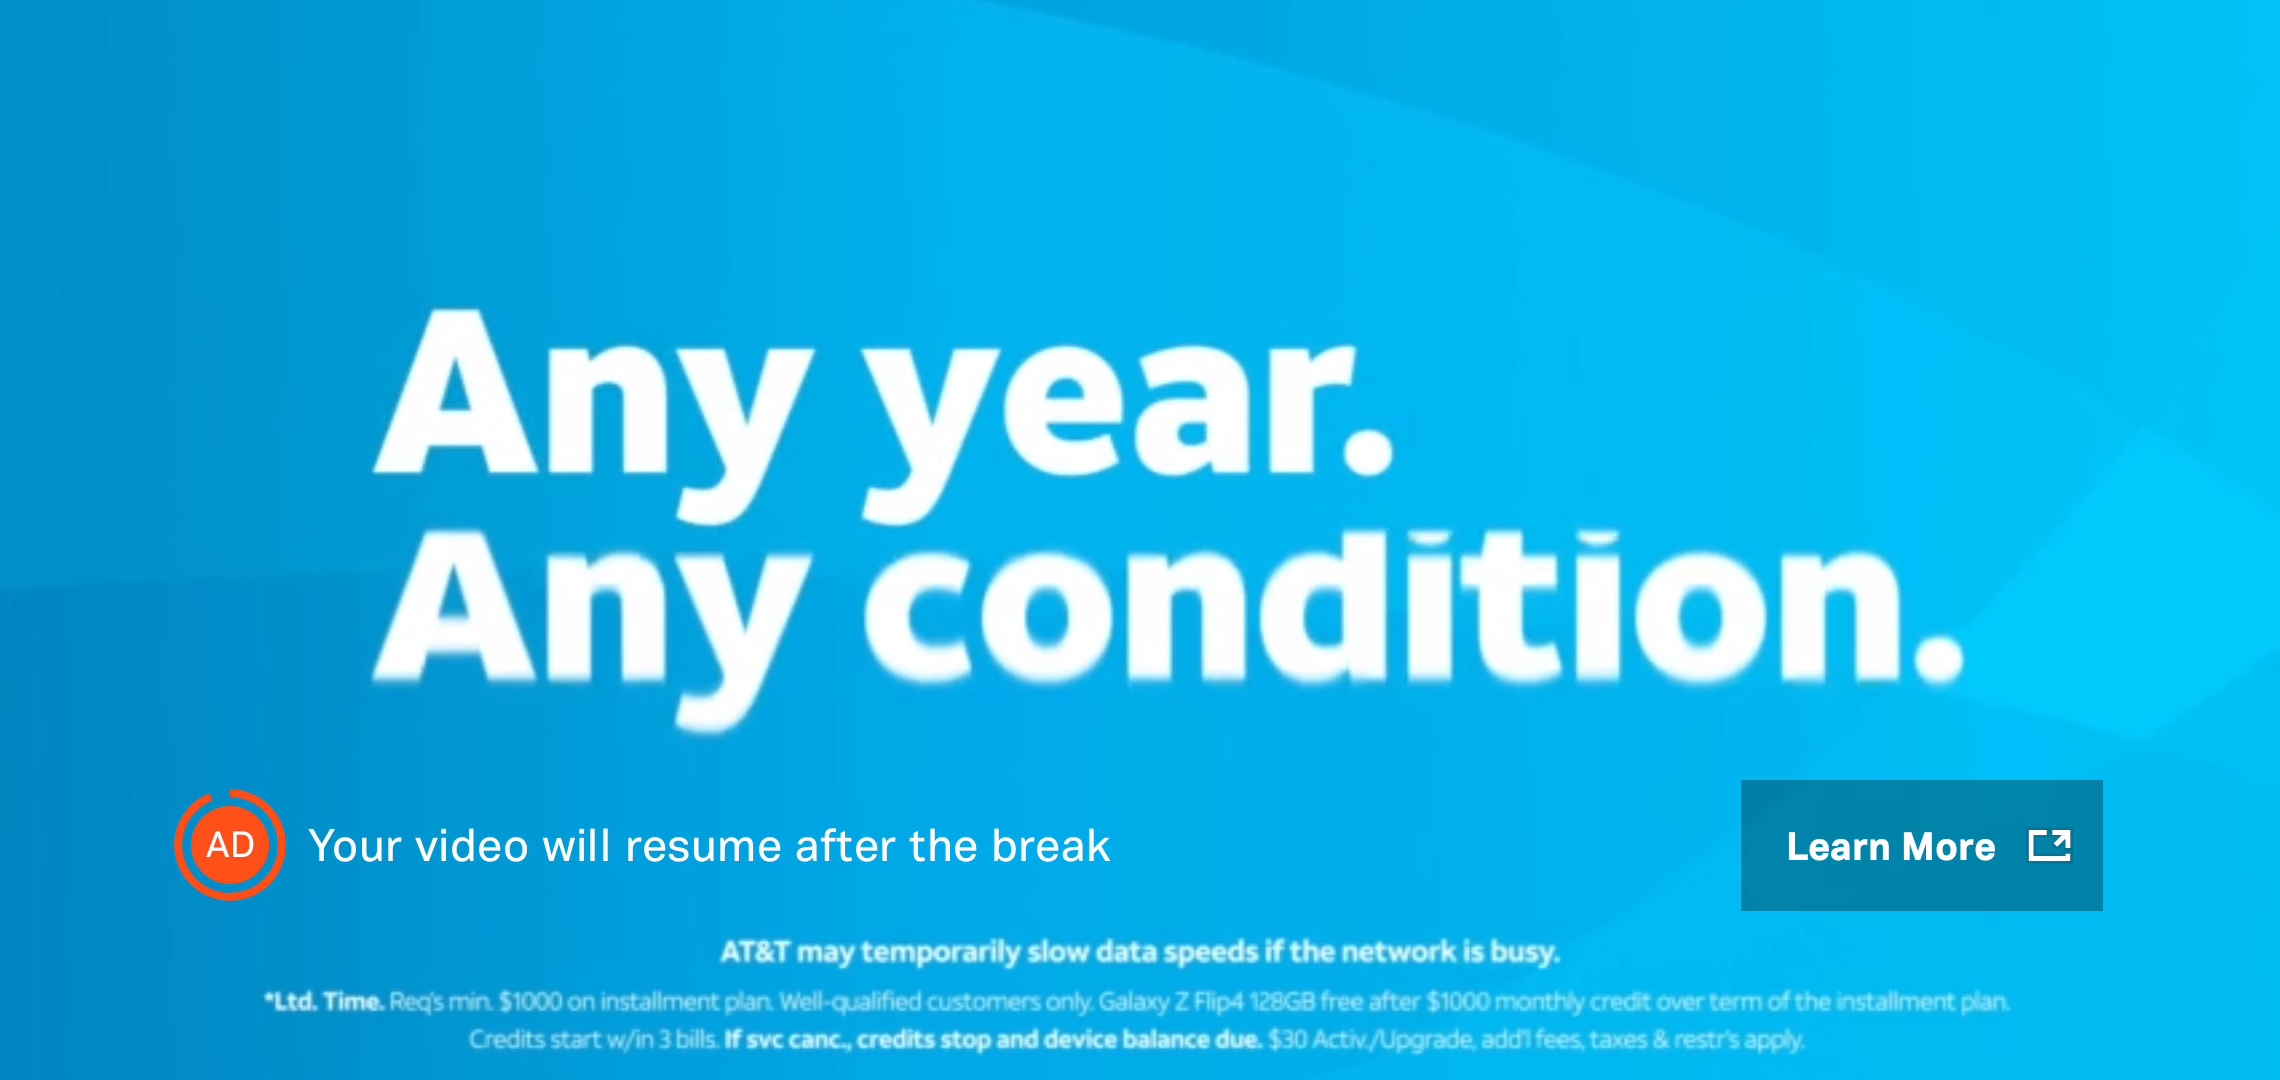 Any year.
Any condition.
AD Your video will resume after the break
Learn More
AT&T may temporarily slow data speeds if the network is busy.
*Ltd. Time. Req's min. $1000 on installment plan. Well-qualified customers only. Galaxy Z Flip4 128GB free after $1000 monthly credit over term of the installment plan.
Credits start w/in 3 bills. If svc canc., credits stop and device balance due. $30 Activ./Upgrade, add'l fees, taxes & restr's apply.